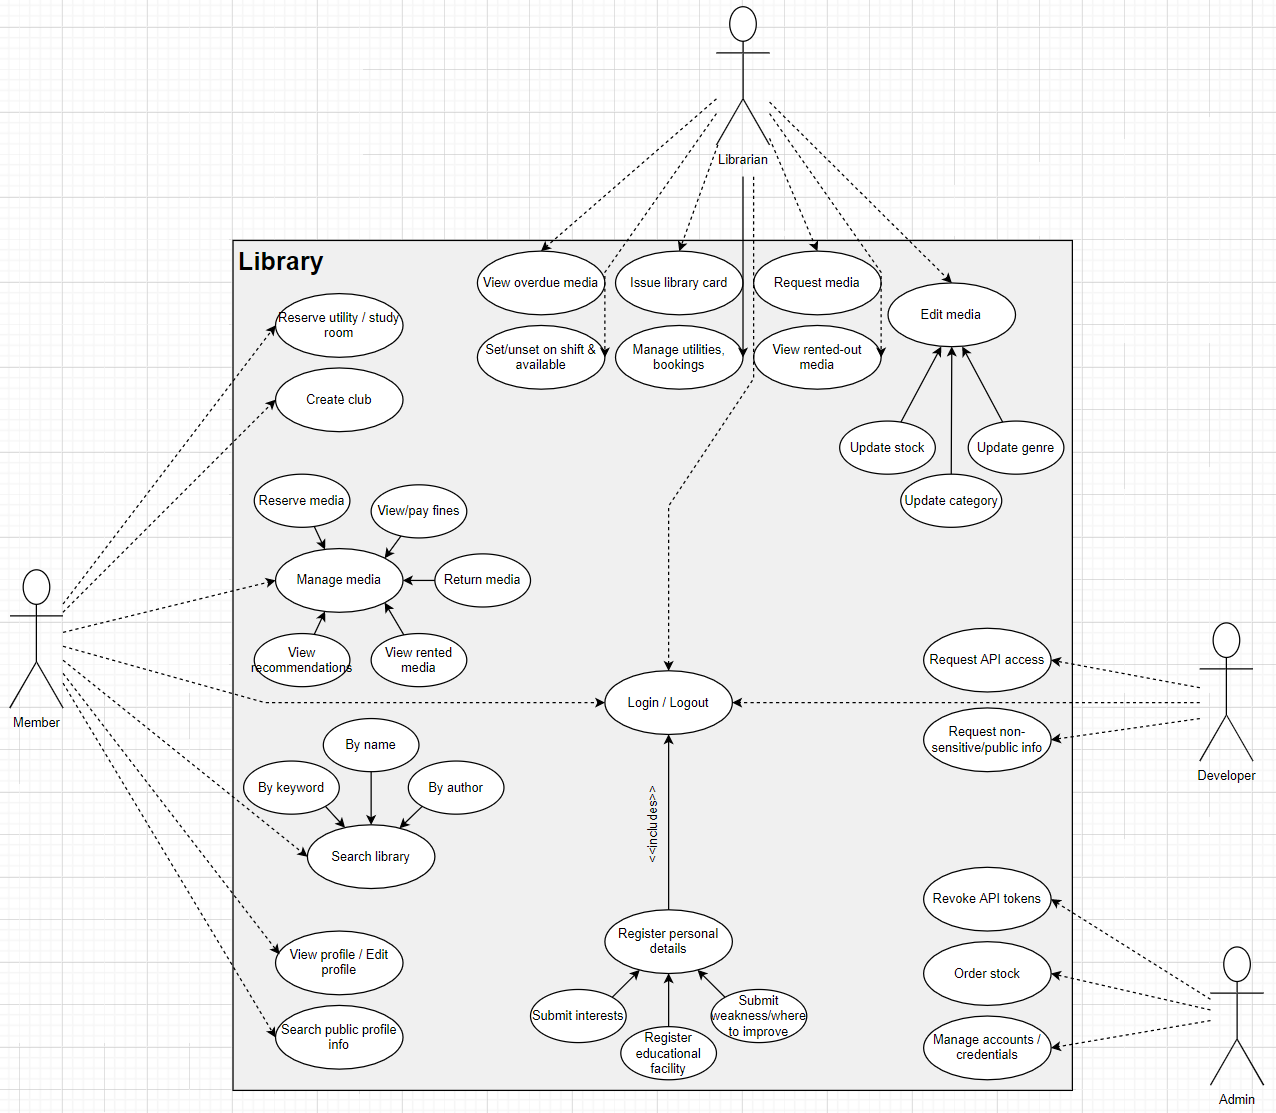 Librarian
Library
View overdue media
Issue library card
Request media
Edit media
Reserve utility / study
room
Set/unset on shift &
available
Manage utilities,
bookings
View rented-out
media
Create club
Update stock
Update genre
Update category
Reserve media
View/pay fines
Manage media
Return media
View
recommendations
View rented
media
Member
Login / Logout
Request API access
Request non-
sensitive/public info
Developer
By name
By keyword
By author
Search library
<<includes>>
Revoke API tokens
Register personal
details
View profile / Edit
profile
Order stock
Submit interests
Submit
weakness/where
to improve
Register
educational
facility
Search public profile
info
Manage accounts /
credentials
Admin